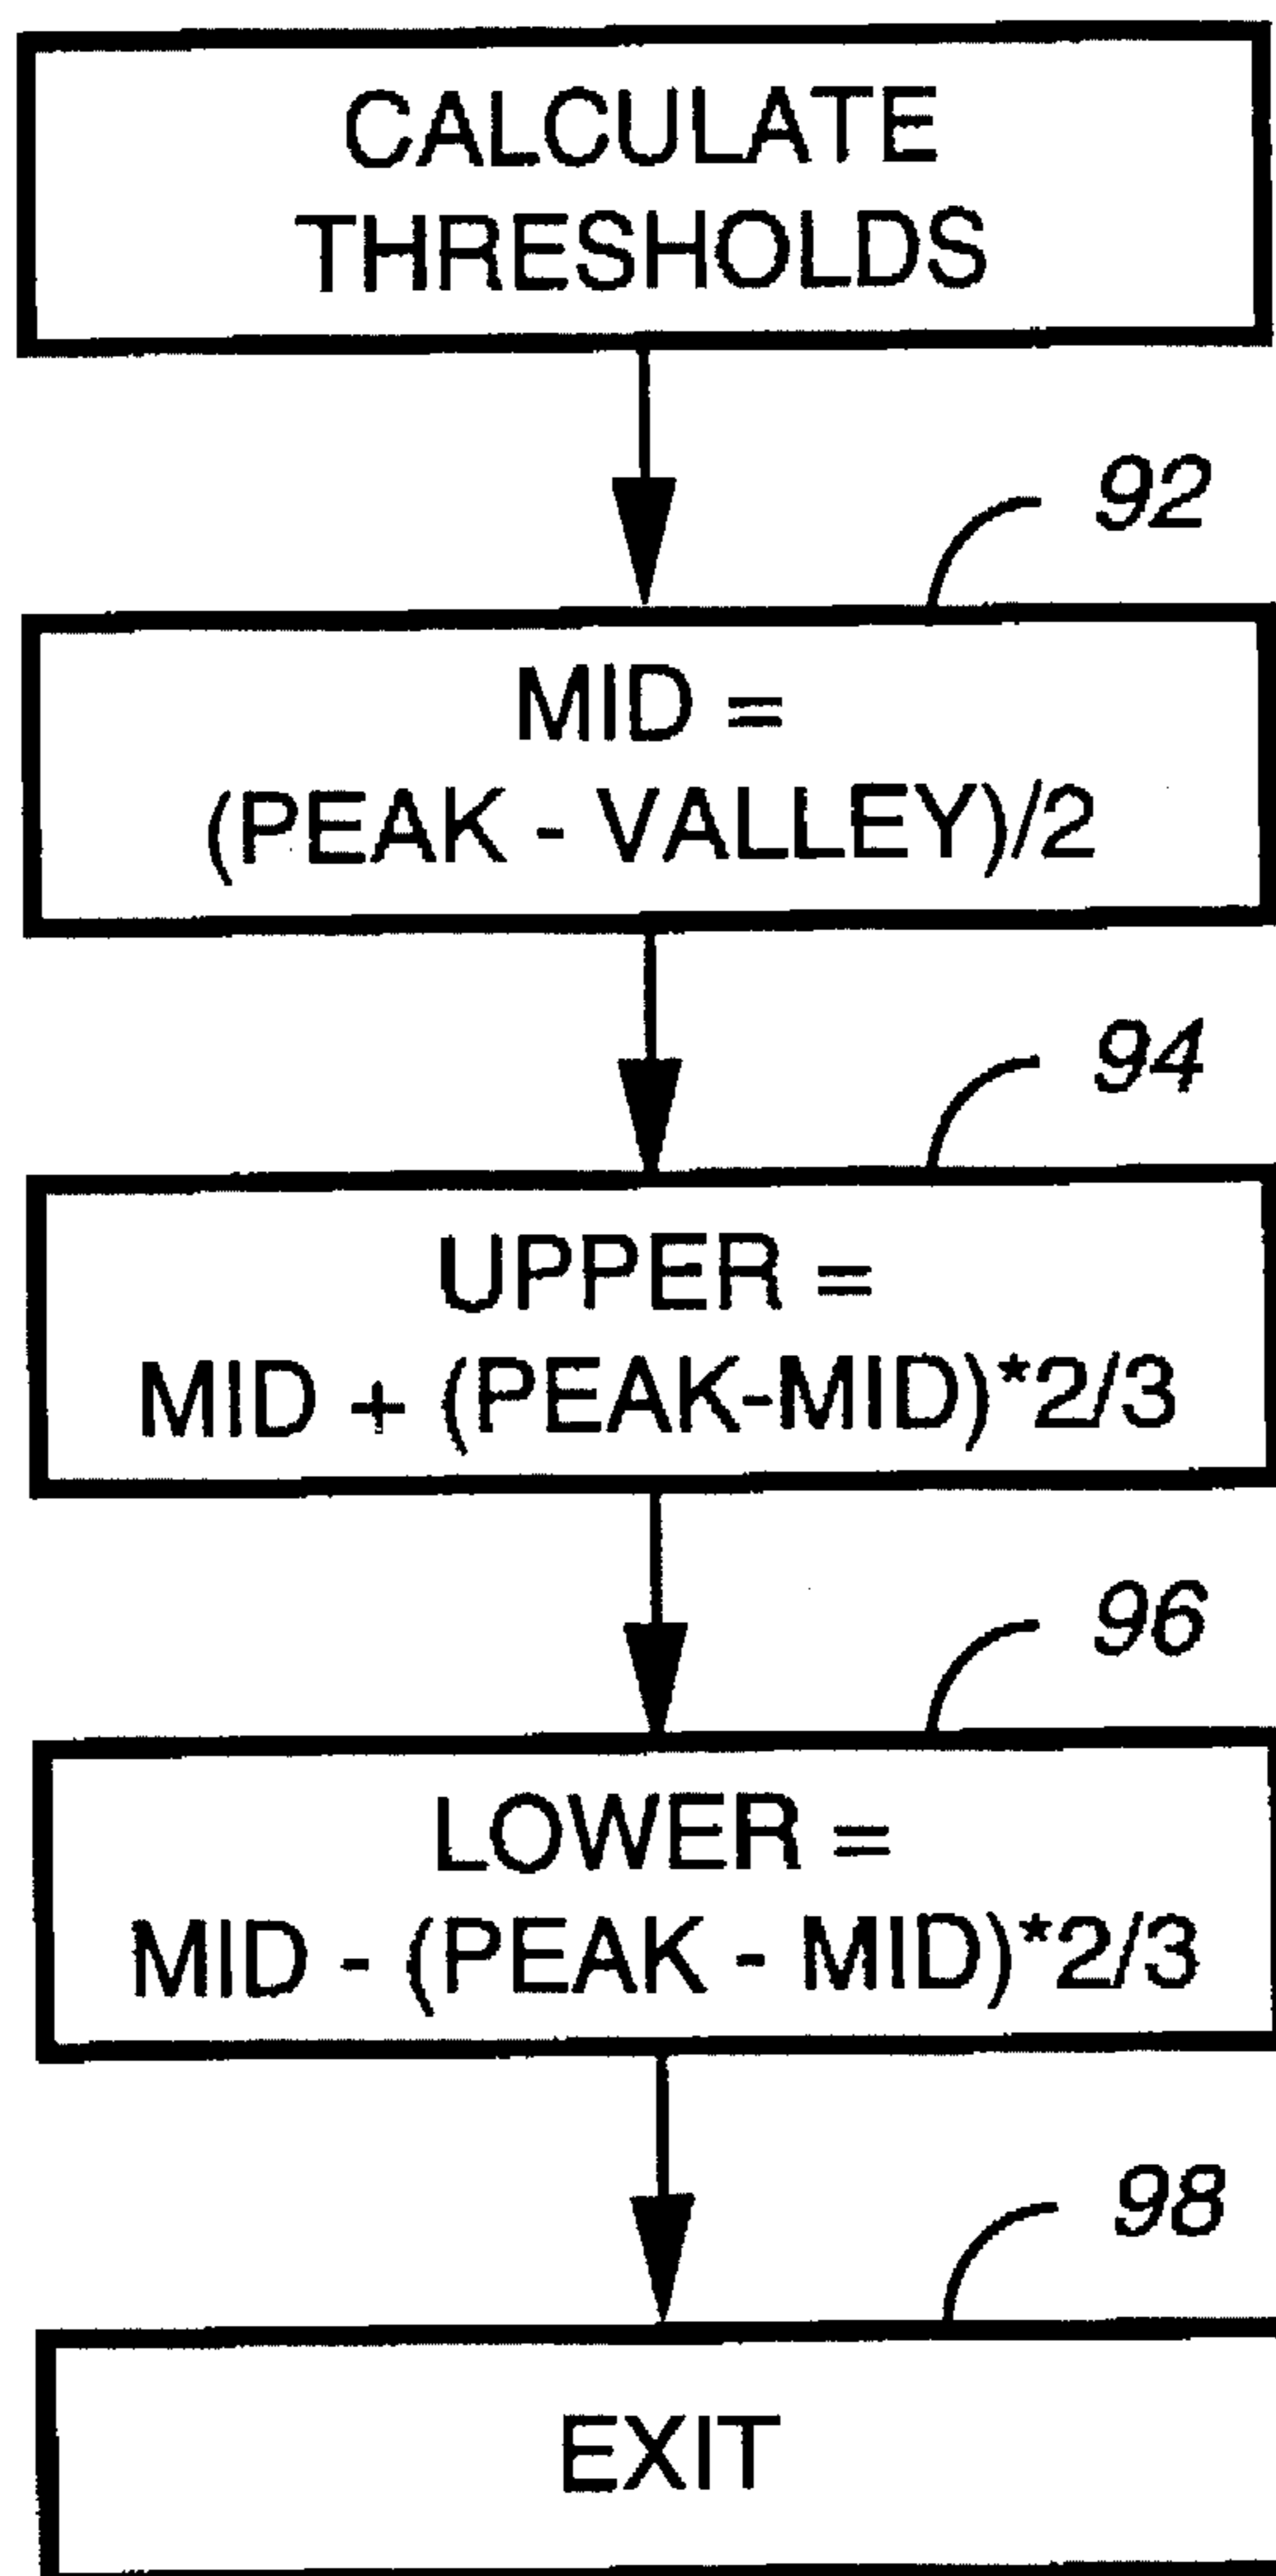 CALCULATE
THRESHOLDS
92
MID =
(PEAK - VALLEY)/2
94
UPPER =
MID + (PEAK-MID)*2/3
96
LOWER =
MID - (PEAK - MID)*2/3
98
EXIT